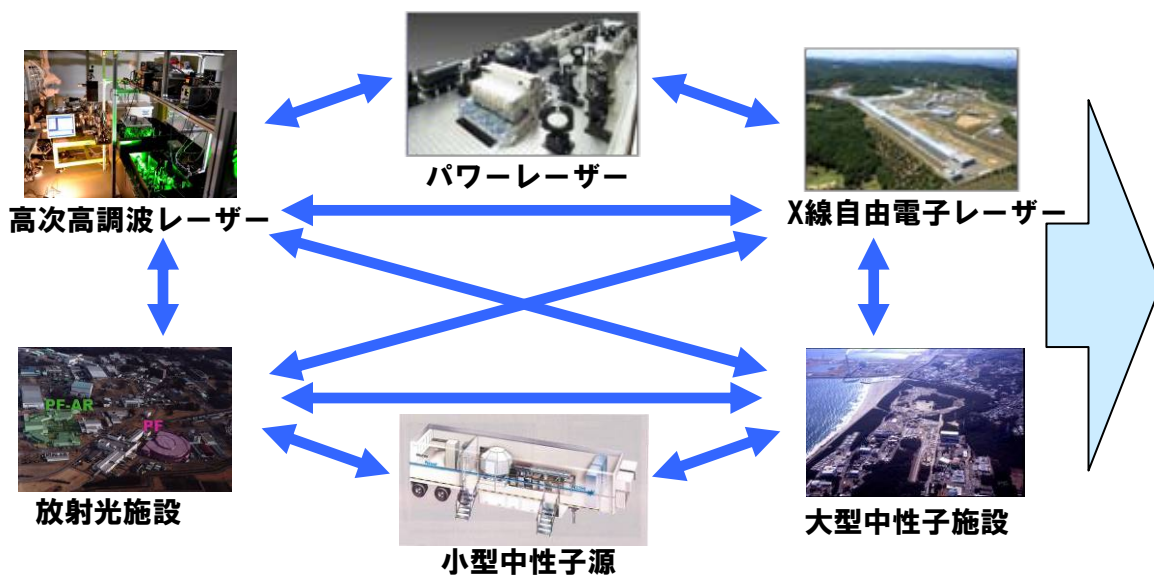 パワーレーザー
高次高調波レーザー
X線自由電子レーザー
PF-AR
PF
放射光施設
小型中性子源
大型中性子施設